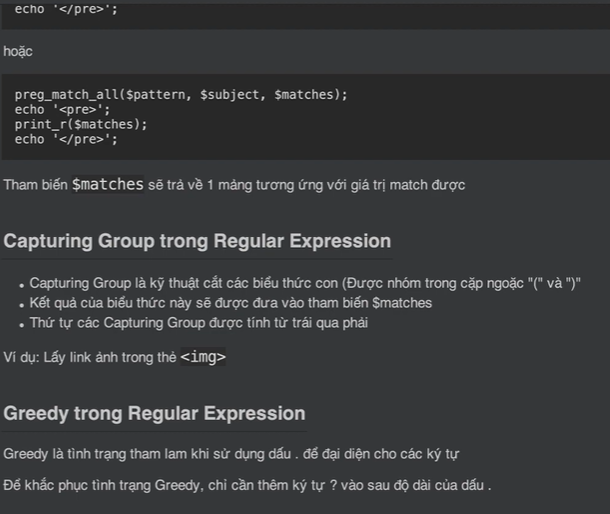 echo '</pre>';
hoặc
preg_match_all($pattern, $subject, $matches);
echo '<pre>';
print_r($matches);
echo '</pre>';
Tham biến $matches sẽ trả về 1 mảng tương ứng với giá trị match được
Capturing Group trong Regular Expression
• Capturing Group là kỹ thuật cắt các biểu thức con (Được nhóm trong cặp ngoặc "(" và ")"
• Kết quả của biểu thức này sẽ được đưa vào tham biến $matches
• Thứ tự các Capturing Group được tính từ trái qua phải
Ví dụ: Lấy link ảnh trong thẻ <img>
Greedy trong Regular Expression
Greedy là tình trạng tham lam khi sử dụng dấu . để đại diện cho các ký tự
Để khắc phục tình trạng Greedy, chỉ cần thêm ký tự ? vào sau độ dài của dấu .